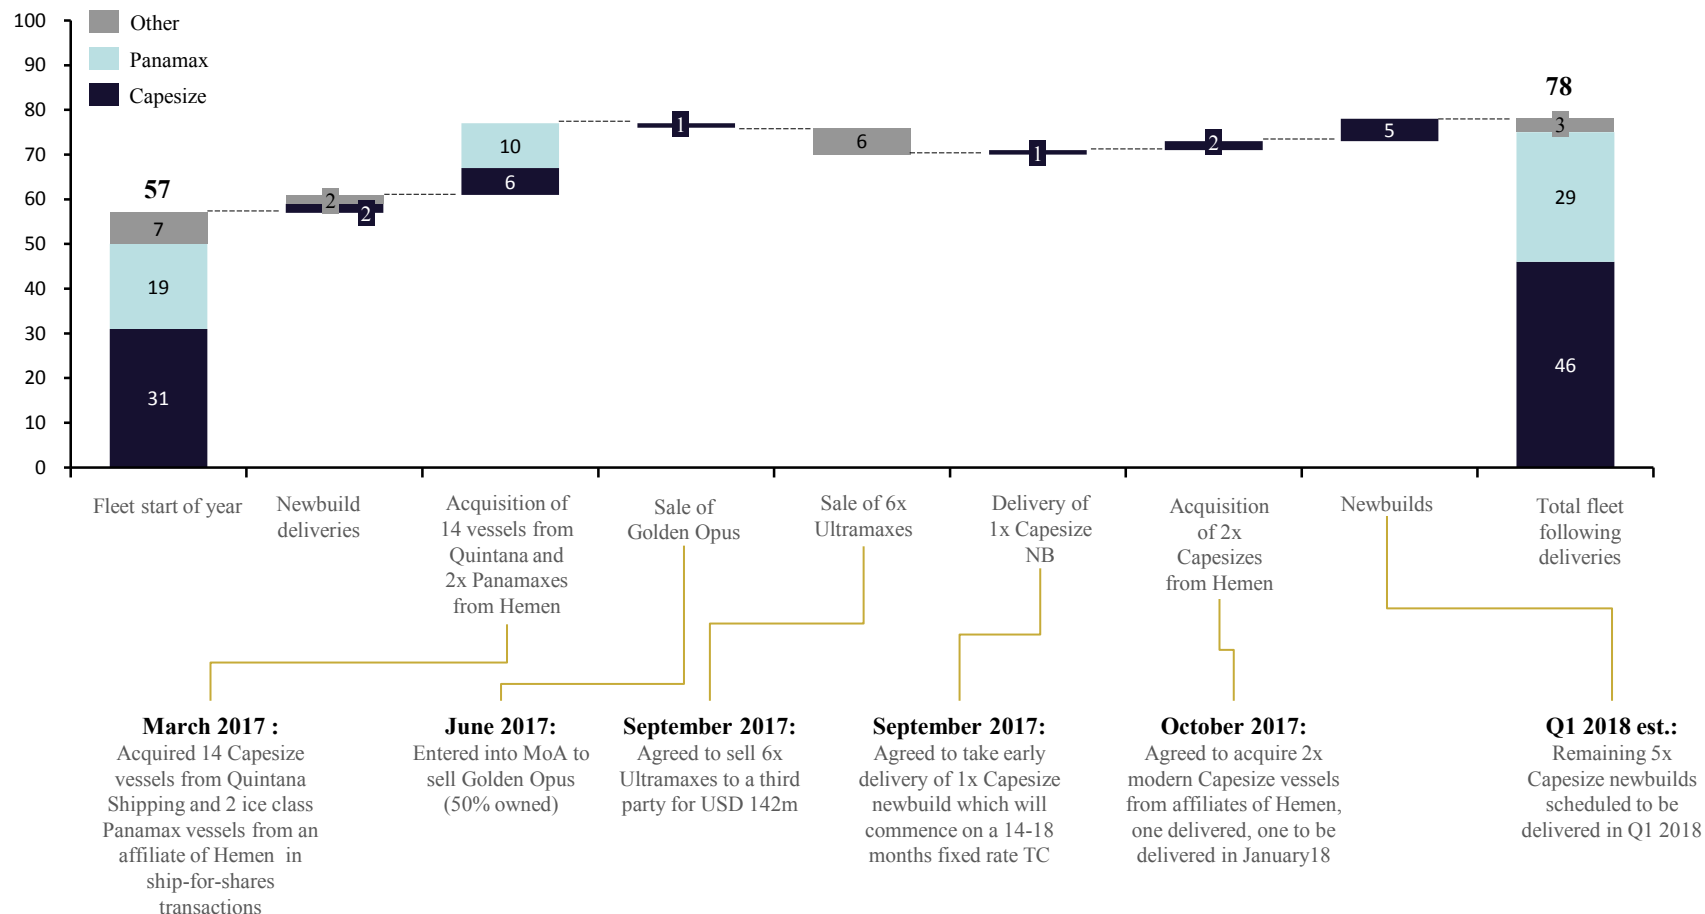 100
90
80
70
60
50
40
30
20
10
0
Other
Panamax
Capesize
57
7
19
31
2
2
10
6
1
6
1
2
5
78
3
29
46
Fleet start of year
Newbuild
deliveries
Acquisition of
14 vessels from
Quintana and
2x Panamaxes
from Hemen
Sale of
Golden Opus
Sale of 6x
Ultramaxes
Delivery of
1x Capesize
NB
Acquisition
of 2x
Capesizes
from Hemen
Newbuilds
Total fleet
following
deliveries
March 2017 :
Acquired 14 Capesize
vessels from Quintana
Shipping and 2 ice class
Panamax vessels from an
affiliate of Hemen in
ship-for-shares
transactions
June 2017:
Entered into MoA to
sell Golden Opus
(50% owned)
September 2017:
Agreed to sell 6x
Ultramaxes to a third
party for USD 142m
September 2017:
Agreed to take early
delivery of 1x Capesize
newbuild which will
commence on a 14-18
months fixed rate TC
October 2017:
Agreed to acquire 2x
modern Capesize vessels
from affiliates of Hemen,
one delivered, one to be
delivered in January18
Q1 2018 est.:
Remaining 5x
Capesize newbuilds
scheduled to be
delivered in Q1 2018